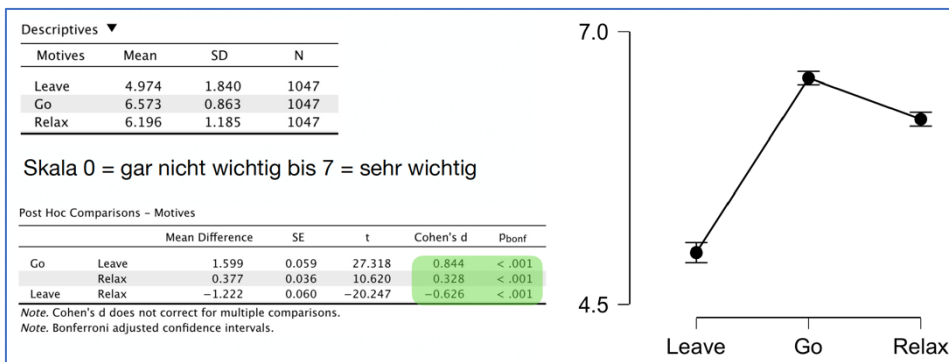 Descriptives ▼
Motives Mean SD N
Leave 4.974 1.840 1047
Go 6.573 0.863 1047
Relax 6.196 1.185 1047
Skala 0 = gar nicht wichtig bis 7 = sehr wichtig
Post Hoc Comparisons – Motives
Mean Difference SE t Cohen's d pbonf
Go Leave 1.599 0.059 27.318 0.844 < .001
Relax 0.377 0.036 10.620 0.328 < .001
Leave Relax −1.222 0.060 −20.247 −0.626 < .001
Note. Cohen's d does not correct for multiple comparisons.
Note. Bonferroni adjusted confidence intervals.
7.0
4.5
Leave Go Relax